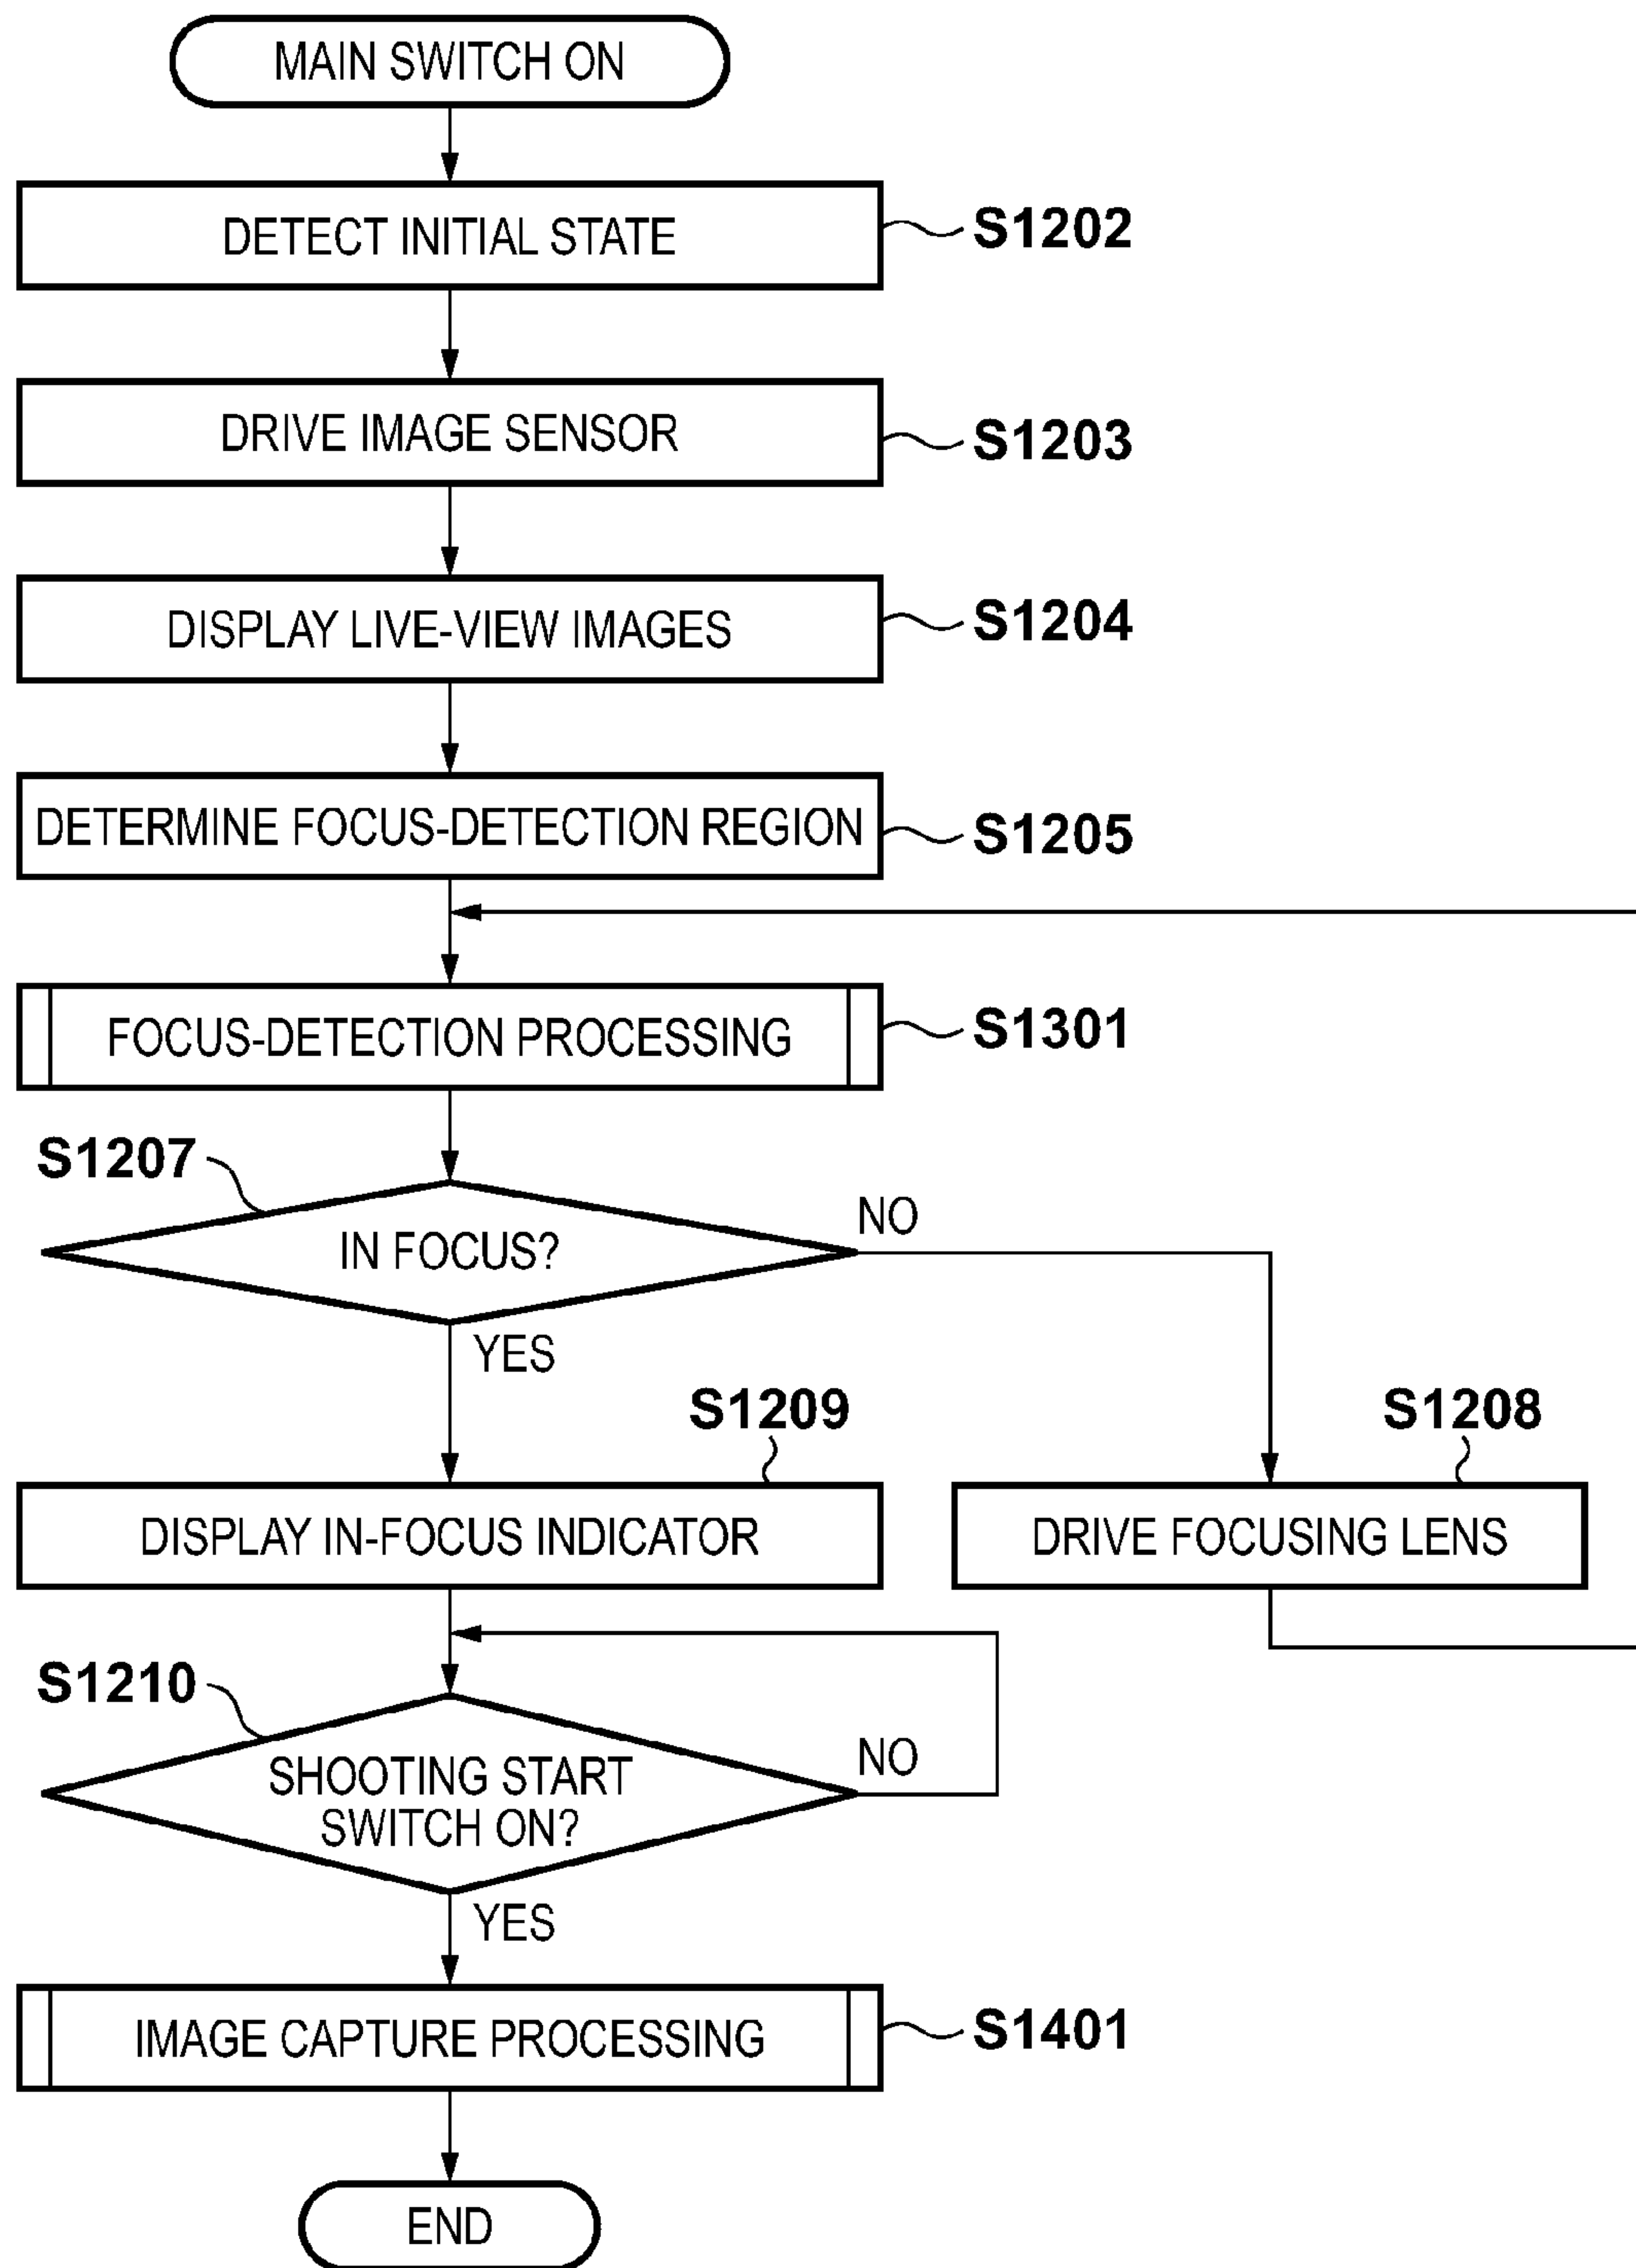 MAIN SWITCH ON
DETECT INITIAL STATE
S1202
DRIVE IMAGE SENSOR
S1203
DISPLAY LIVE-VIEW IMAGES
S1204
DETERMINE FOCUS-DETECTION REGION
S1205
FOCUS-DETECTION PROCESSING
S1301
S1207
IN FOCUS?
NO
YES
S1209
S1208
DISPLAY IN-FOCUS INDICATOR
DRIVE FOCUSING LENS
S1210
SHOOTING START
SWITCH ON?
NO
YES
IMAGE CAPTURE PROCESSING
S1401
END